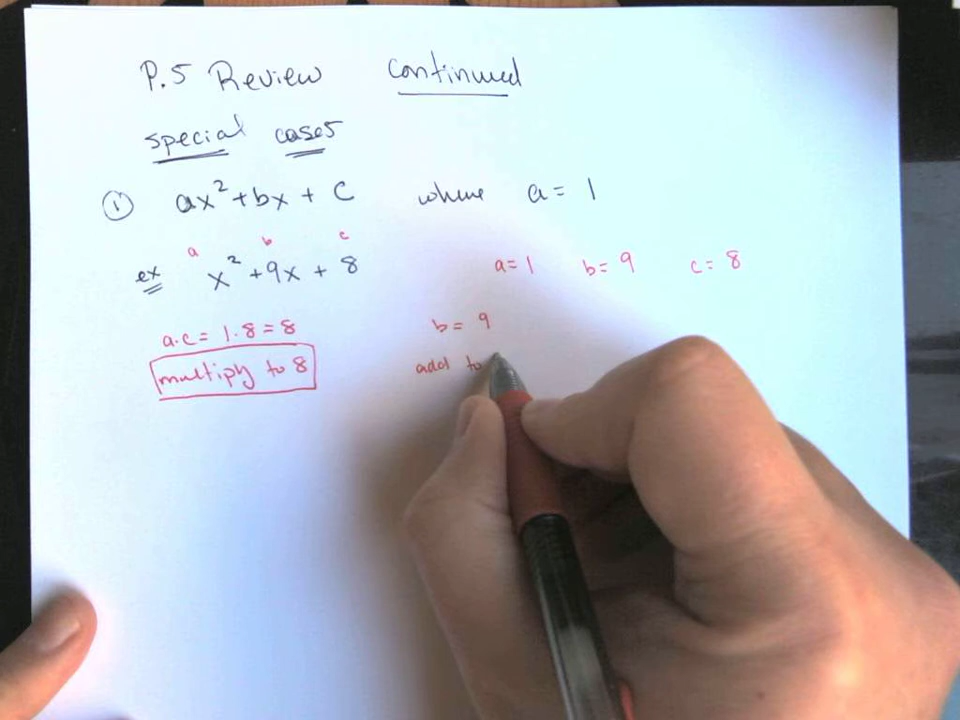 P.5 Review continued
special cases
① ax²+bx+c where a=1
a b c
ex x²+9x+8 a=1 b=9 c=8
a.c= 1.8=8 b=9
multiply to 8 add to